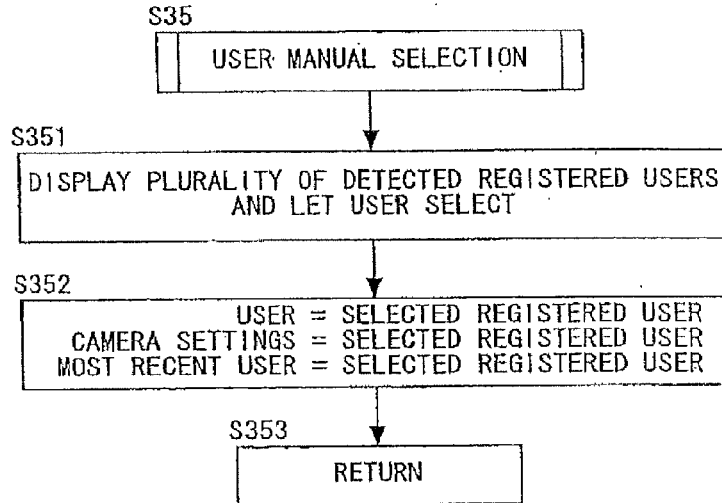 S35
USER MANUAL SELECTION
S351
DISPLAY PLURALITY OF DETECTED REGISTERED USERS
AND LET USER SELECT
S352
USER = SELECTED REGISTERED USER
CAMERA SETTINGS = SELECTED REGISTERED USER
MOST RECENT USER = SELECTED REGISTERED USER
S353
RETURN